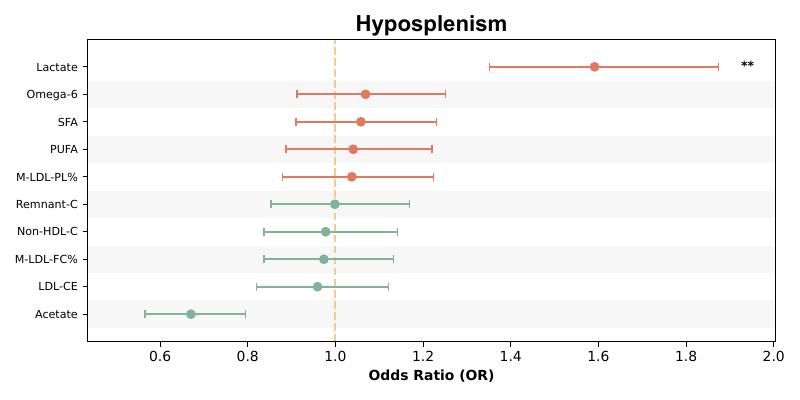 Hyposplenism
Lactate
**
Omega-6
SFA
PUFA
M-LDL-PL%
Remnant-C
Non-HDL-C
M-LDL-FC%
LDL-CE
Acetate
0.6 0.8 1.0 1.2 1.4 1.6 1.8 2.0
Odds Ratio (OR)